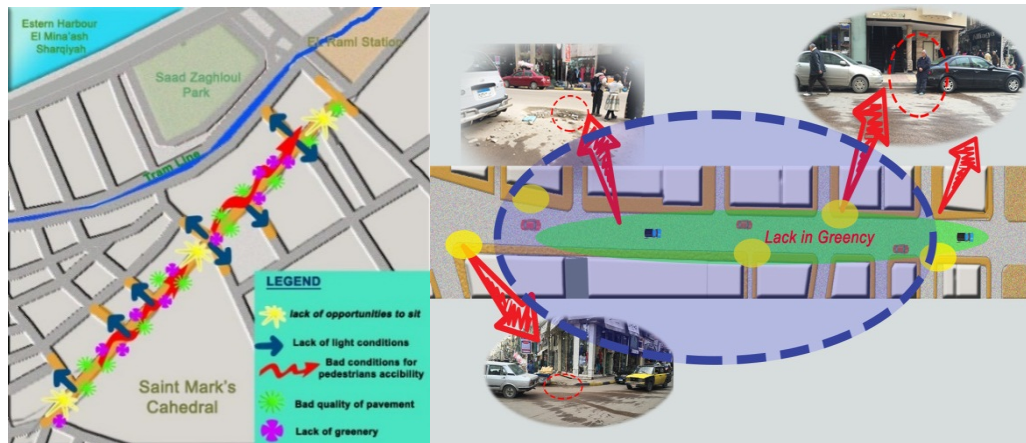 Estern Harbour
El Mina'ash
Sharqiyah
El Raml Station
Saad Zaghloul
Park
Tram Line
LEGEND
lack of opportunities to sit
Lack of light conditions
Bad conditions for
pedestrians accibility
Bad quality of pavement
Lack of greenery
Saint Mark's
Cahedral
Lack in Greency